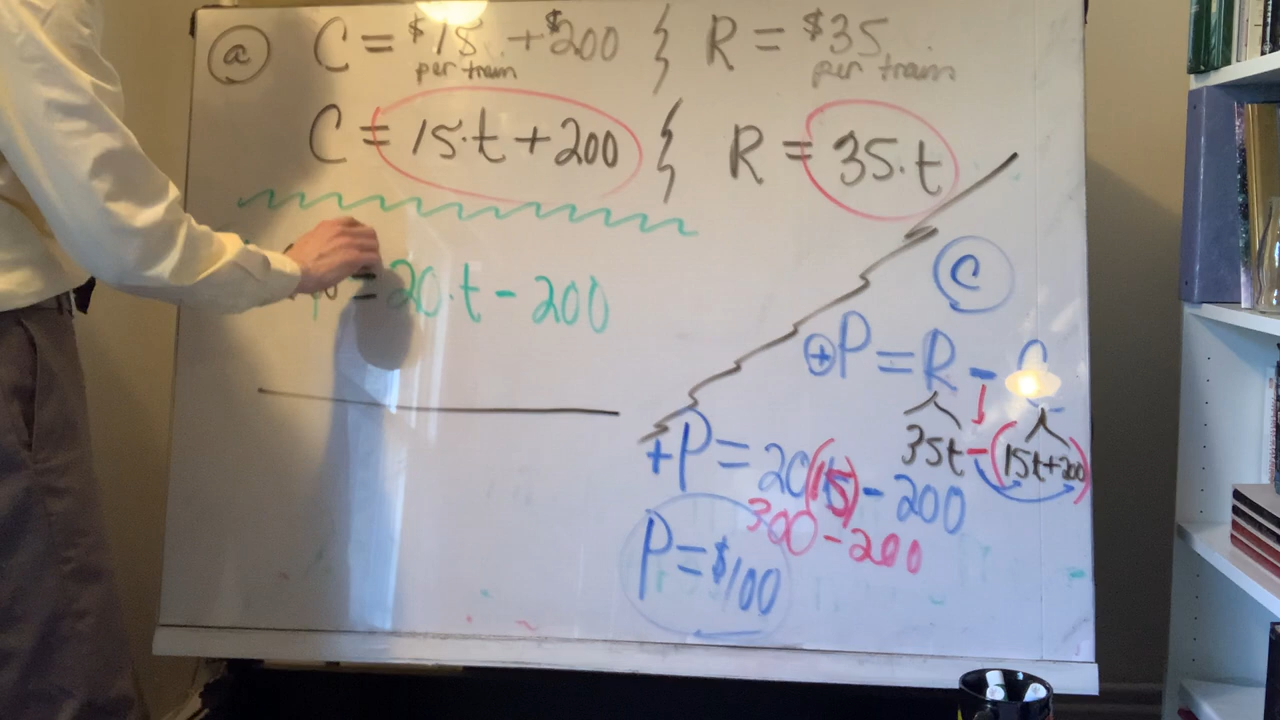 a C = $15 + $200 R = $35
per train per train
C = 15·t + 200 R = 35·t
= 20·t - 200
C
+P = R - C
35t - (15t+200)
+P = 20(15) - 200
300 - 200
P = $100